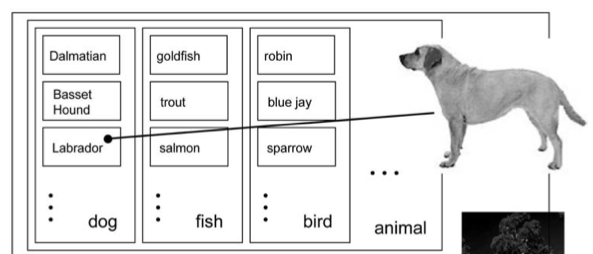 Dalmatian
Basset
Hound
Labrador
dog
goldfish
trout
salmon
fish
robin
blue jay
sparrow
bird
animal